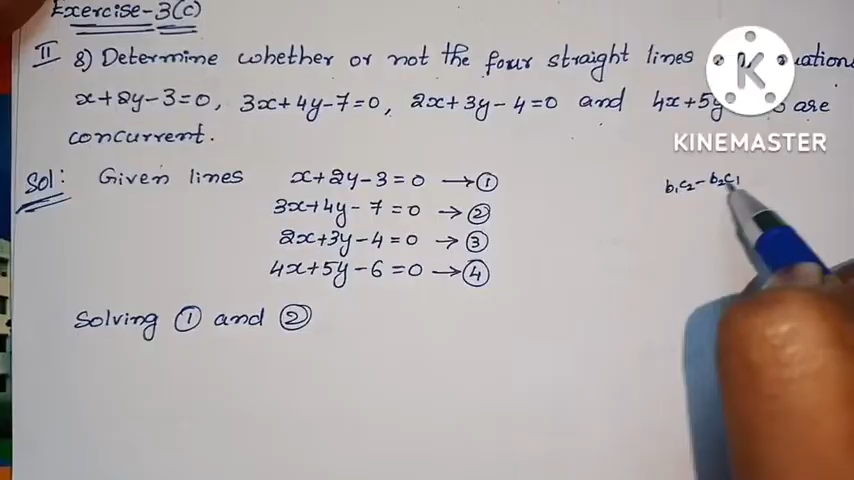 Exercise-3(c)
II 8) Determine whether or not the four straight lines
x+2y-3=0, 3x+4y-7=0, 2x+3y-4=0 and 4x+5y are
concurrent.
KINEMASTER
Sol: Given lines x+2y-3=0 →①
b₁c₂-b₂c₁
3x+4y-7=0 →②
2x+3y-4=0 →③
4x+5y-6=0 →④
Solving ① and ②